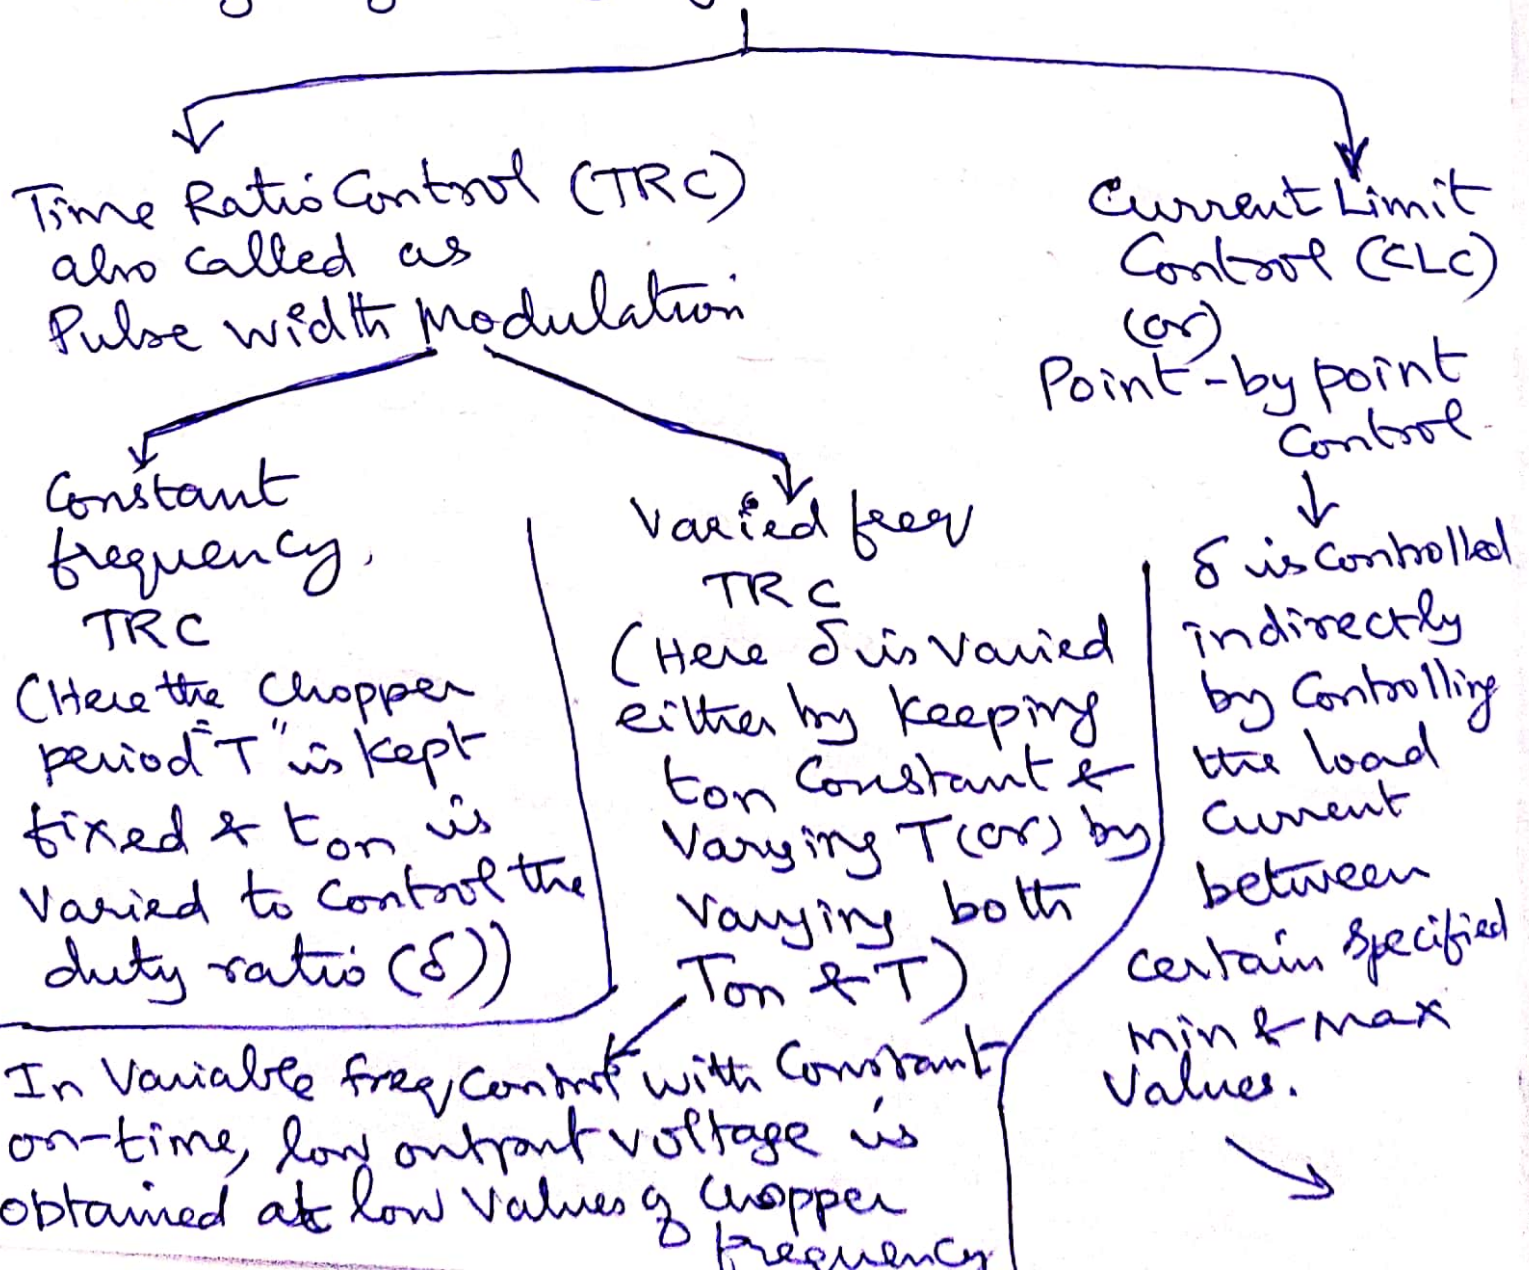 Time Ratio Control (TRC)
also called as
Pulse width Modulation
Current Limit
Control (CLC)
(or)
Point-by point
Control
Constant
frequency,
TRC
(Here the Chopper
period "T" is kept
fixed & ton is
Varied to Control the
duty ratio (δ))
Varied freq
TRC
(Here δ is Varied
either by Keeping
ton Constant &
Varying T (or) by
Varying both
Ton & T)
In Variable freq control with Constant
on-time, low output voltage is
obtained at low Values of Chopper
frequency
δ is Controlled
indirectly
by Controlling
the load
Current
between
certain specified
min & max
Values.